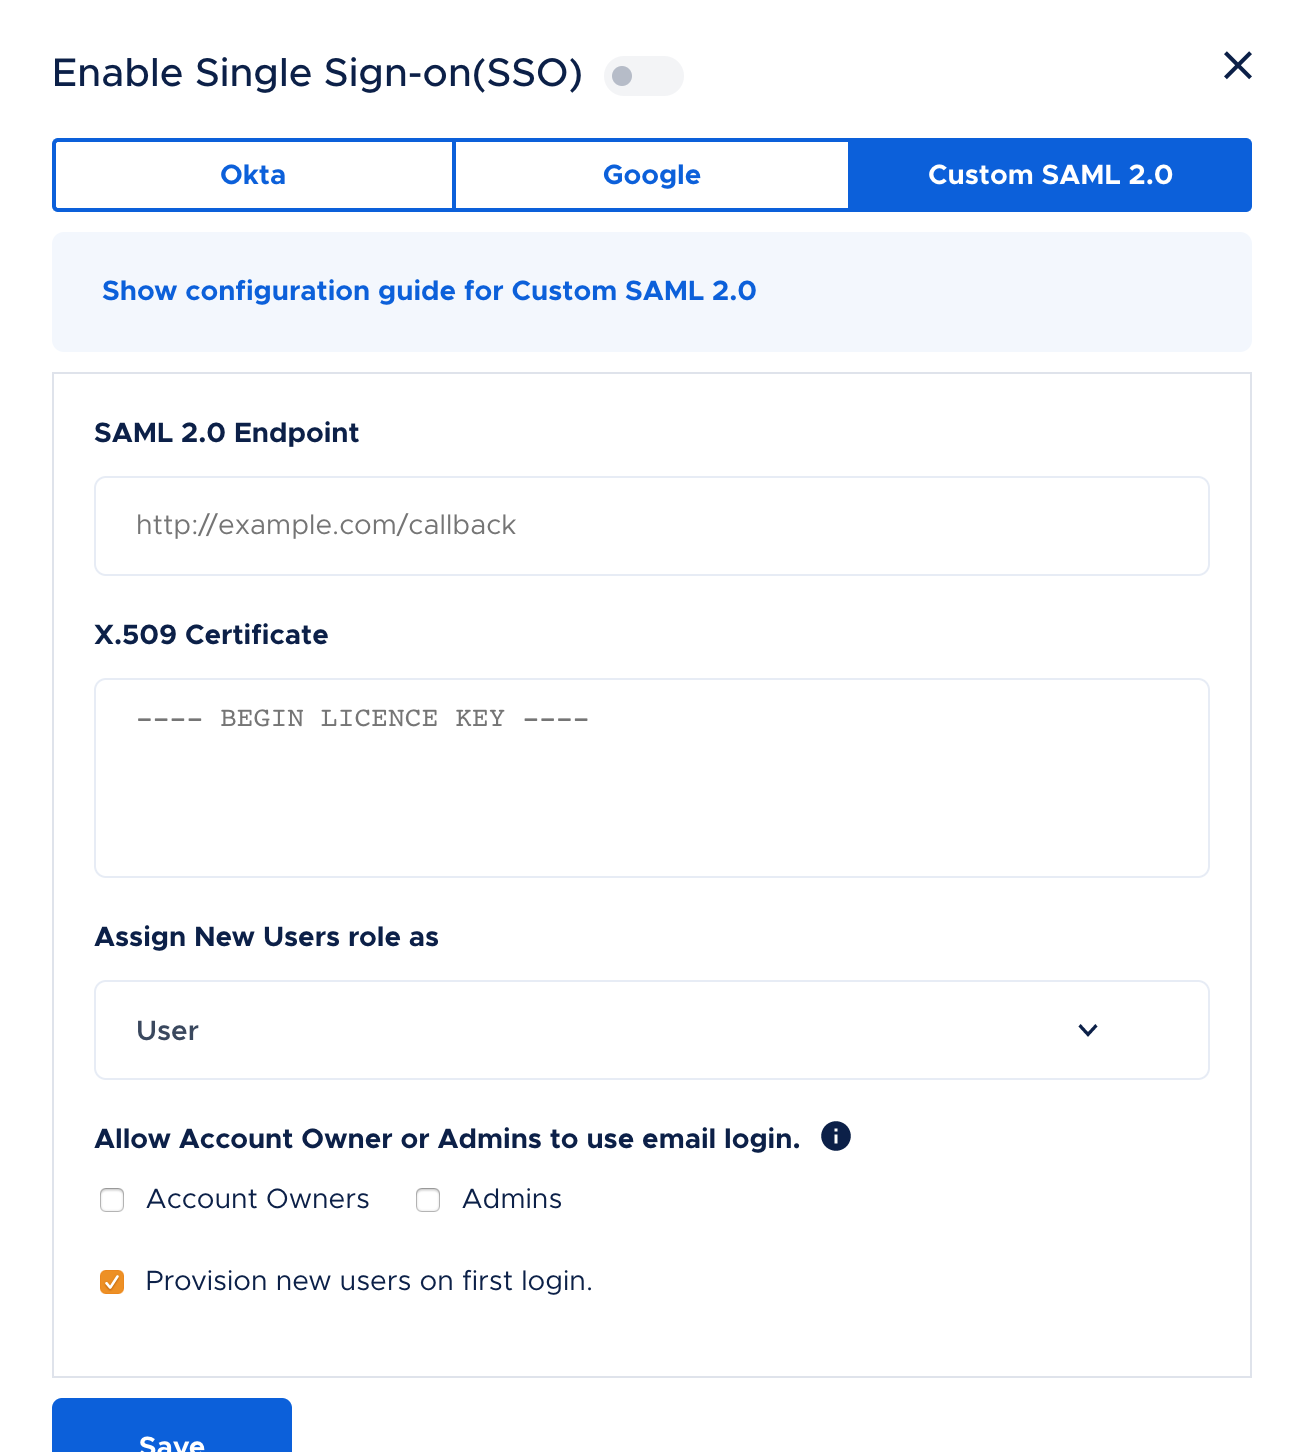 Enable Single Sign-on(SSO)
Okta
Google
Custom SAML 2.0
Show configuration guide for Custom SAML 2.0
SAML 2.0 Endpoint
http://example.com/callback
X.509 Certificate
---- BEGIN LICENCE KEY ----
Assign New Users role as
User
Allow Account Owner or Admins to use email login.
Account Owners
Admins
Provision new users on first login.
Save